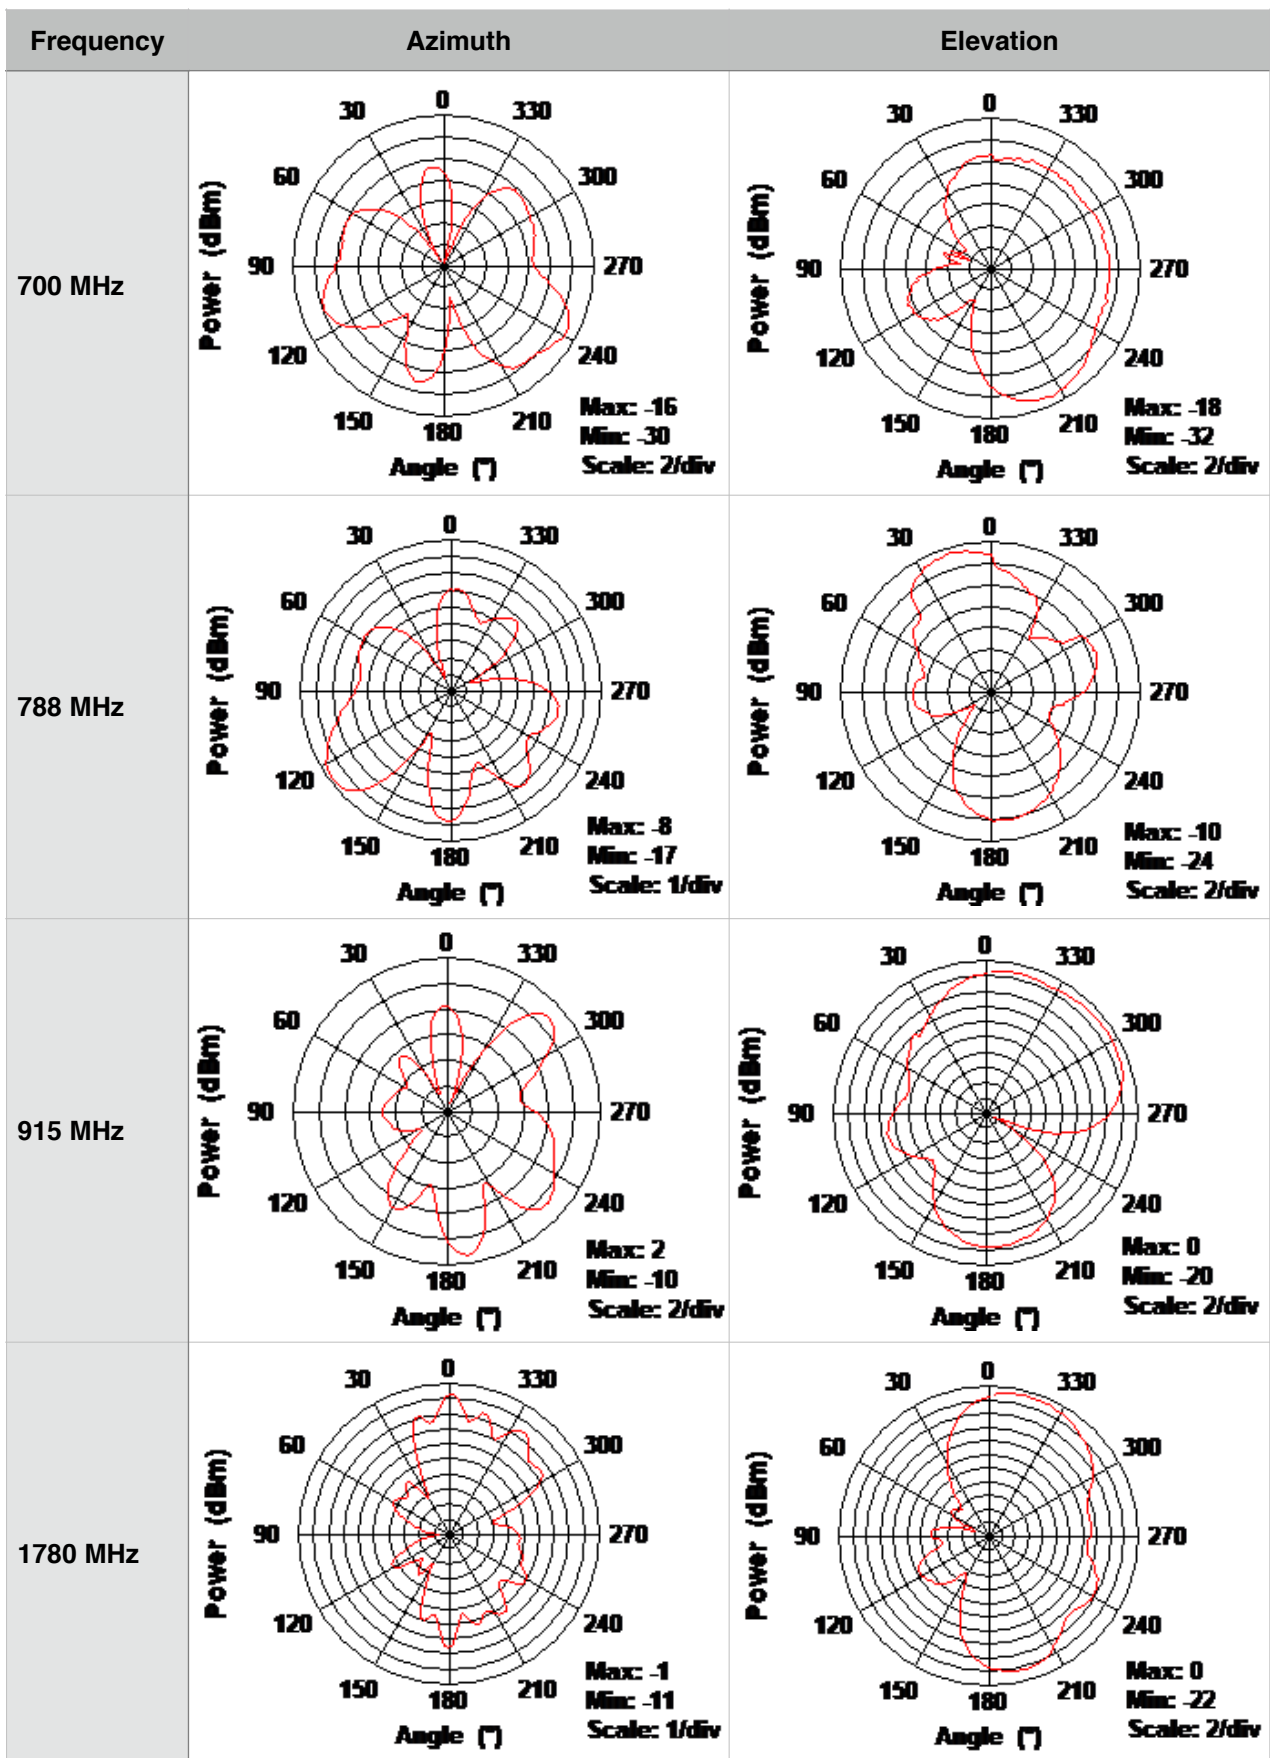 Frequency Azimuth Elevation
700 MHz
Power (dBm)
0
30 330
60 300
90 270
120 240
150 210
180
Angle (°)
Max: -16
Min: -30
Scale: 2/div
Power (dBm)
0
30 330
60 300
90 270
120 240
150 210
180
Angle (°)
Max: -18
Min: -32
Scale: 2/div
788 MHz
Power (dBm)
0
30 330
60 300
90 270
120 240
150 210
180
Angle (°)
Max: -8
Min: -17
Scale: 1/div
Power (dBm)
0
30 330
60 300
90 270
120 240
150 210
180
Angle (°)
Max: -10
Min: -24
Scale: 2/div
915 MHz
Power (dBm)
0
30 330
60 300
90 270
120 240
150 210
180
Angle (°)
Max: 2
Min: -10
Scale: 2/div
Power (dBm)
0
30 330
60 300
90 270
120 240
150 210
180
Angle (°)
Max: 0
Min: -20
Scale: 2/div
1780 MHz
Power (dBm)
0
30 330
60 300
90 270
120 240
150 210
180
Angle (°)
Max: -1
Min: -11
Scale: 1/div
Power (dBm)
0
30 330
60 300
90 270
120 240
150 210
180
Angle (°)
Max: 0
Min: -22
Scale: 2/div